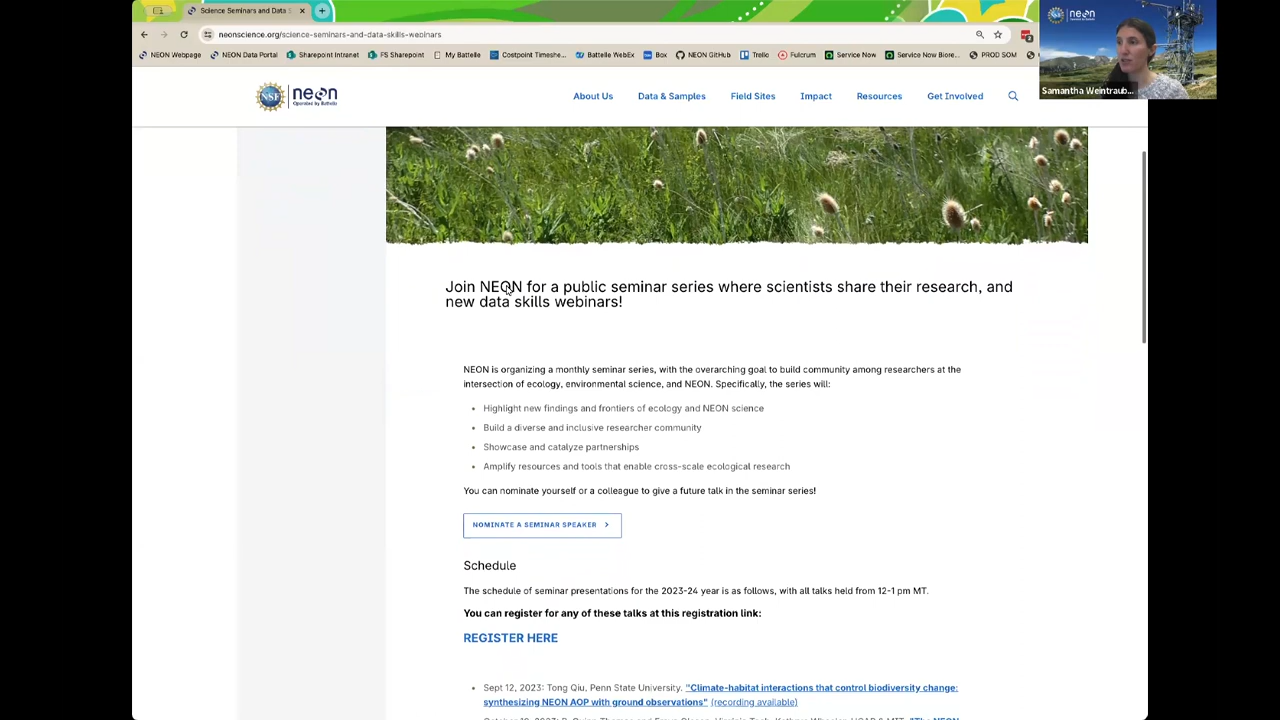 Science Seminars and Data S
neonscience.org/science-seminars-and-data-skills-webinars
NEON Webpage
NEON Data Portal
Sharepoint Intranet
FS Sharepoint
My Battelle
Costpoint Timeshe...
Battelle WebEx
Box
NEON GitHub
Trello
Fulcrum
Service Now
Service Now Biore...
PROD SOM
neon
Samantha Weintraub...
NSF
neon
Operated by Battelle
About Us
Data & Samples
Field Sites
Impact
Resources
Get Involved
Join NEON for a public seminar series where scientists share their research, and
new data skills webinars!
NEON is organizing a monthly seminar series, with the overarching goal to build community among researchers at the
intersection of ecology, environmental science, and NEON. Specifically, the series will:
Highlight new findings and frontiers of ecology and NEON science
Build a diverse and inclusive researcher community
Showcase and catalyze partnerships
Amplify resources and tools that enable cross-scale ecological research
You can nominate yourself or a colleague to give a future talk in the seminar series!
NOMINATE A SEMINAR SPEAKER
Schedule
The schedule of seminar presentations for the 2023-24 year is as follows, with all talks held from 12-1 pm MT.
You can register for any of these talks at this registration link:
REGISTER HERE
Sept 12, 2023: Tong Qiu, Penn State University. "Climate-habitat interactions that control biodiversity change:
synthesizing NEON AOP with ground observations" (recording available)